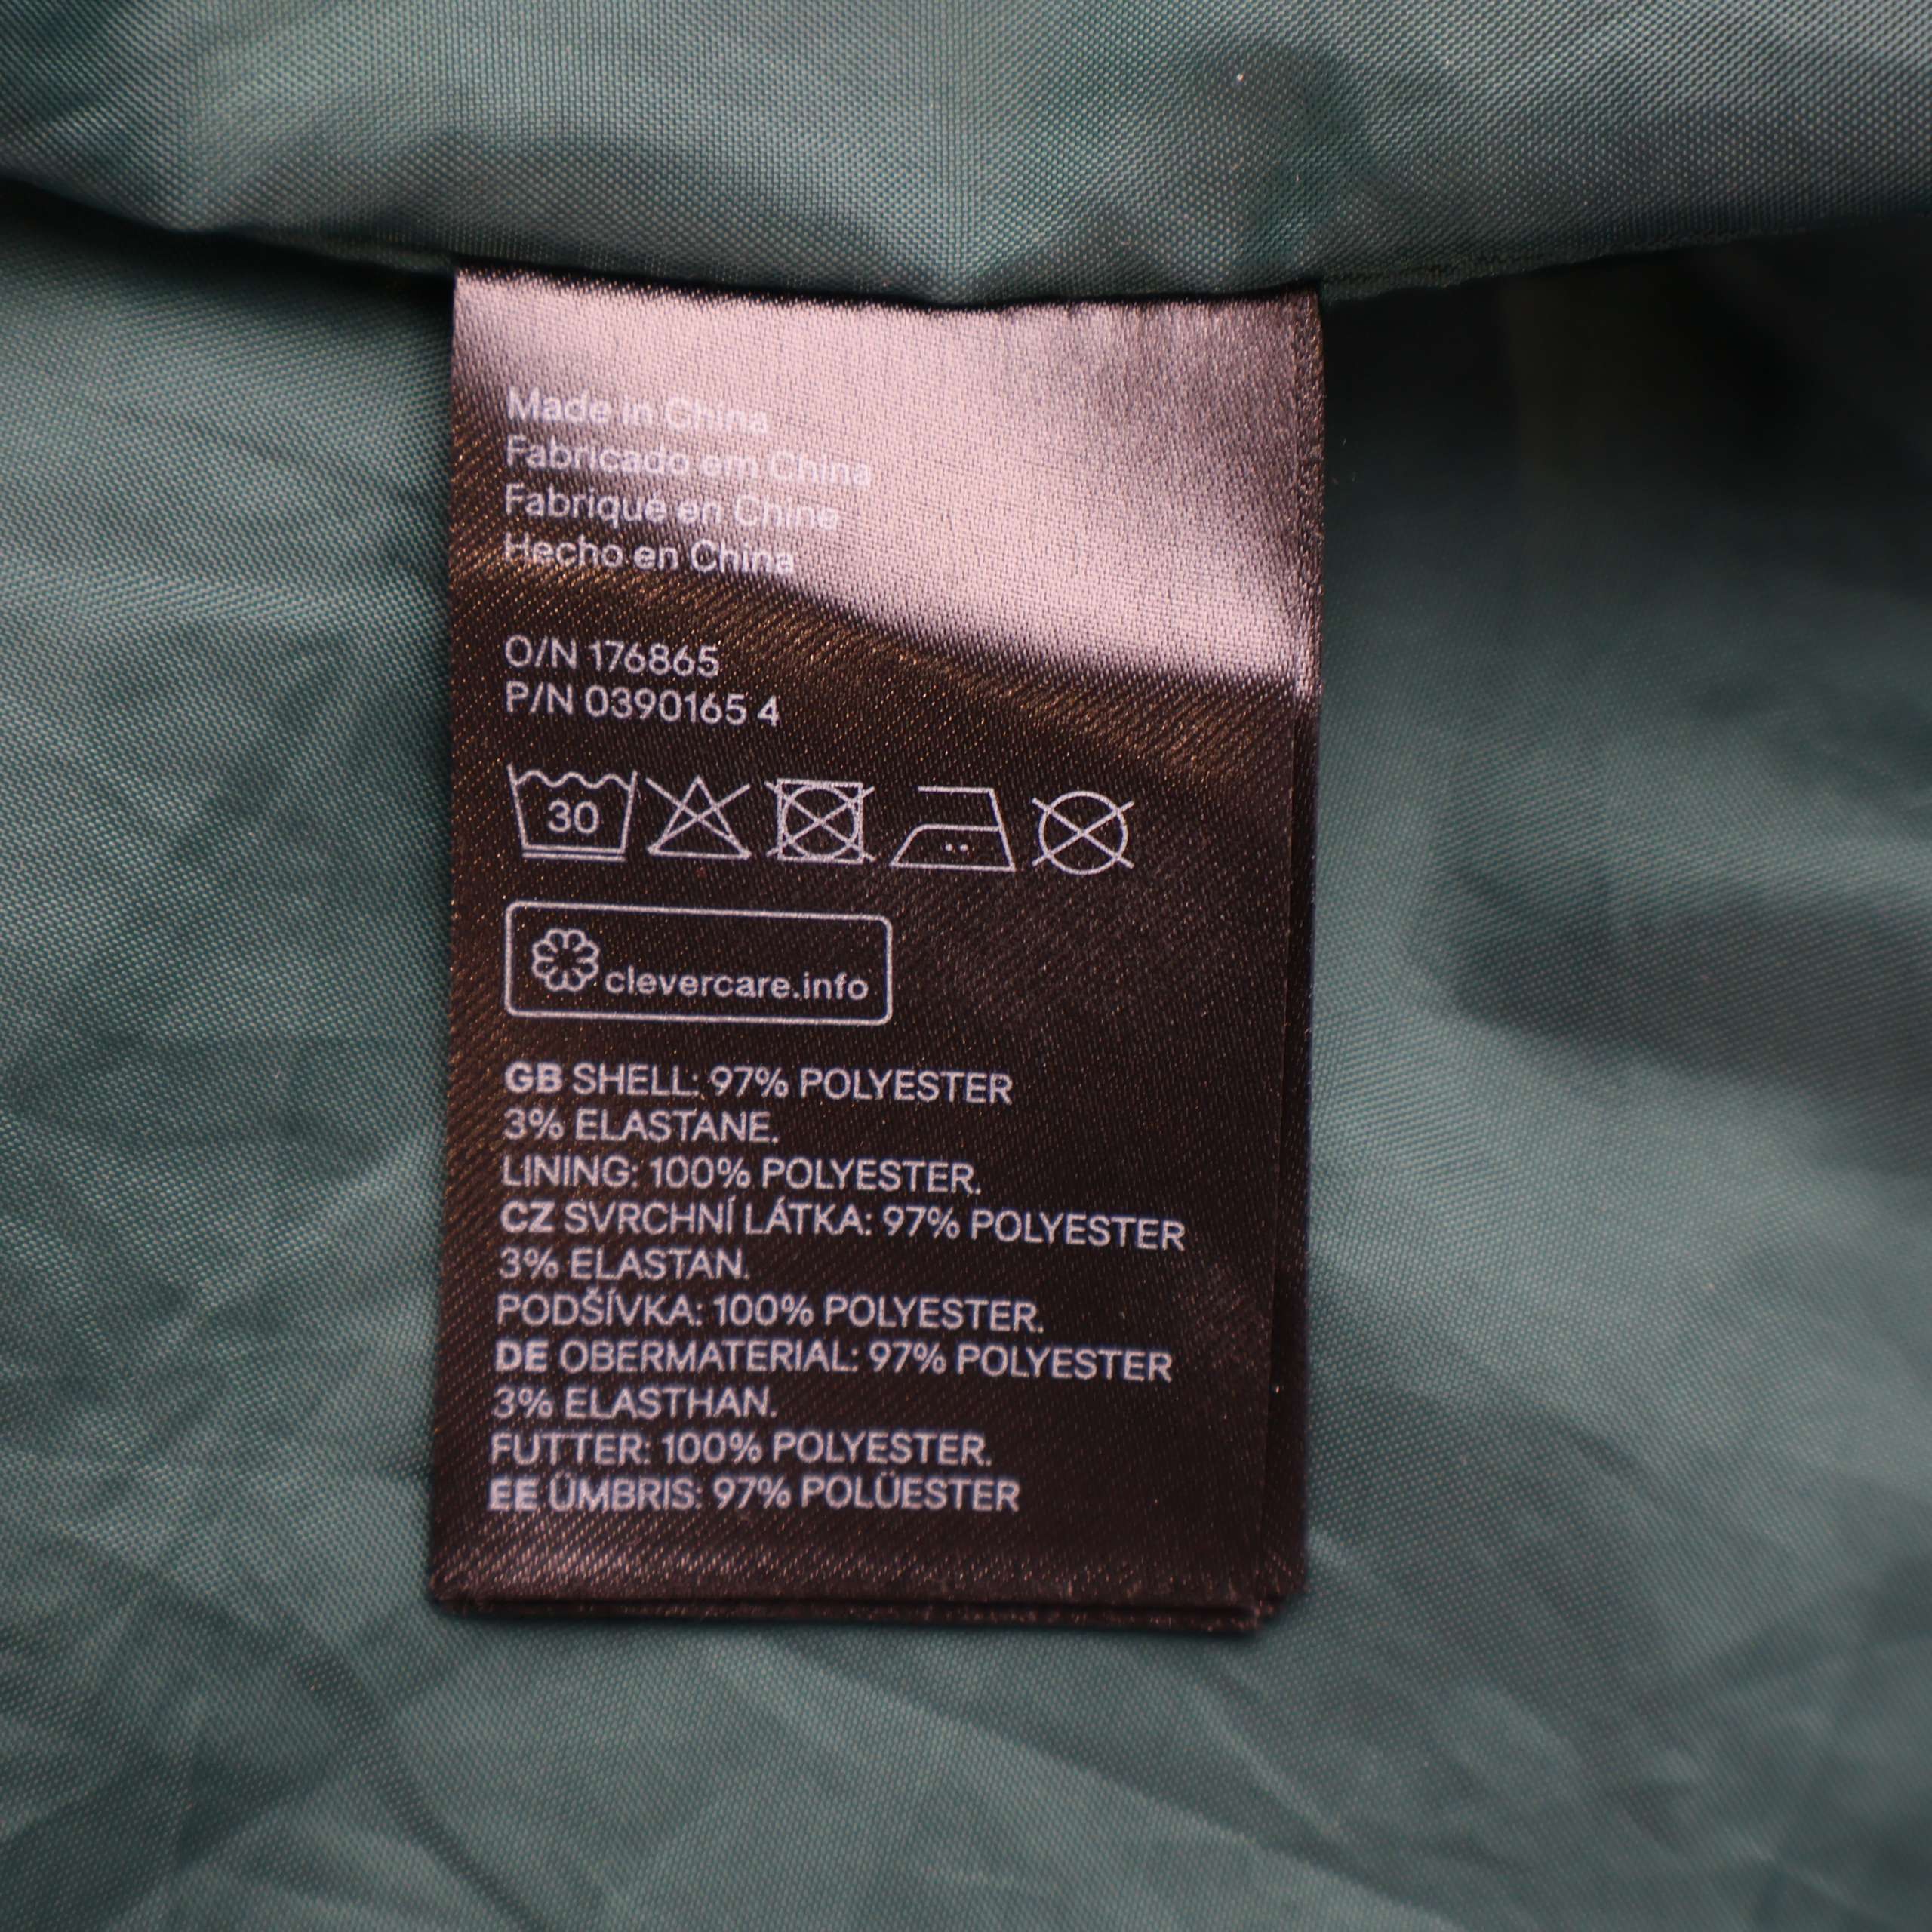 Made in China
Fabricado em China
Fabriqué en Chine
Hecho en China
O/N 176865
P/N 0390165 4
30
clevercare.info
GB SHELL: 97% POLYESTER
3% ELASTANE.
LINING: 100% POLYESTER.
CZ SVRCHNÍ LÁTKA: 97% POLYESTER
3% ELASTAN.
PODŠÍVKA: 100% POLYESTER.
DE OBERMATERIAL: 97% POLYESTER
3% ELASTHAN.
FUTTER: 100% POLYESTER.
EE ÜMBRIS: 97% POLÜESTER